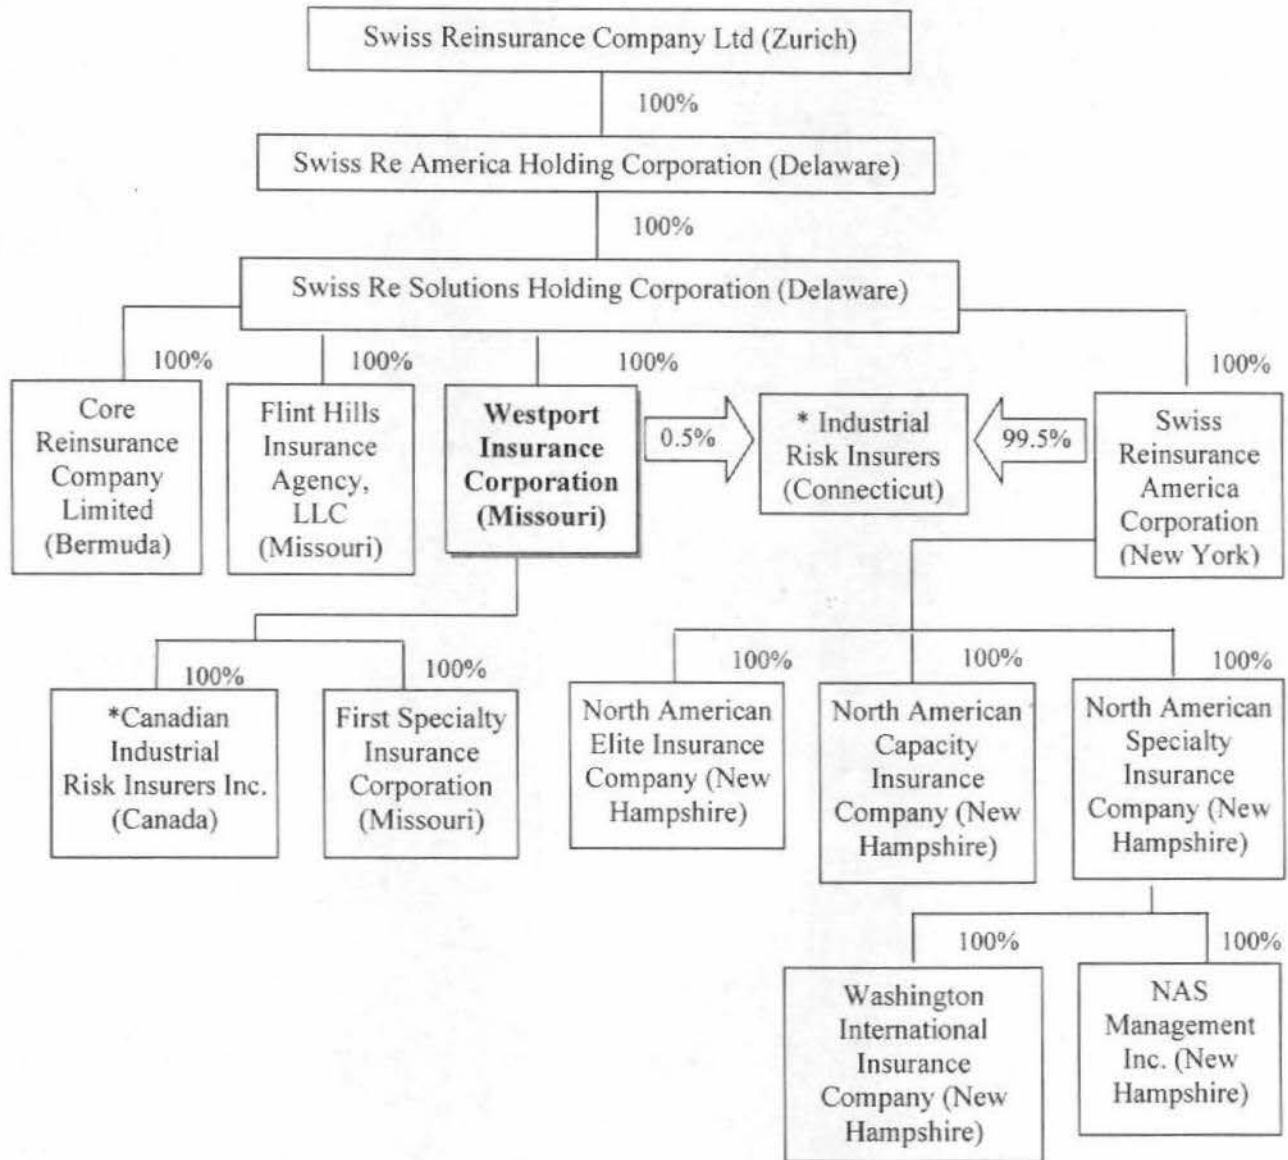 Swiss Reinsurance Company Ltd (Zurich)
100%
Swiss Re America Holding Corporation (Delaware)
100%
Swiss Re Solutions Holding Corporation (Delaware)
100%
100%
100%
100%
Core
Reinsurance
Company
Limited
(Bermuda)
Flint Hills
Insurance
Agency,
LLC
(Missouri)
Westport
Insurance
Corporation
(Missouri)
0.5%
* Industrial
Risk Insurers
(Connecticut)
99.5%
Swiss
Reinsurance
America
Corporation
(New York)
100%
100%
100%
100%
100%
*Canadian
Industrial
Risk Insurers Inc.
(Canada)
First Specialty
Insurance
Corporation
(Missouri)
North American
Elite Insurance
Company (New
Hampshire)
North American
Capacity
Insurance
Company (New
Hampshire)
North American
Specialty
Insurance
Company (New
Hampshire)
100%
100%
Washington
International
Insurance
Company (New
Hampshire)
NAS
Management
Inc. (New
Hampshire)